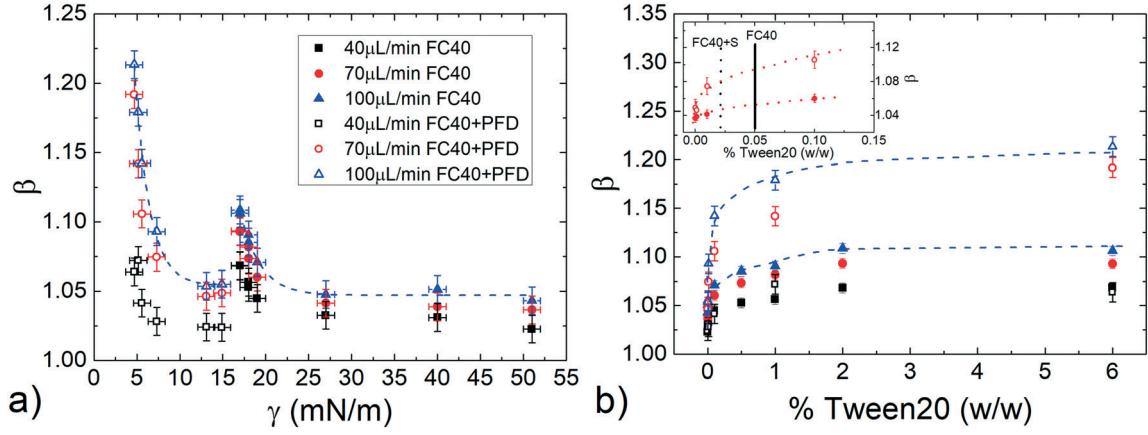 1.25
1.20
1.15
1.10
1.05
1.00
β
0 5 10 15 20 25 30 35 40 45 50 55
γ (mN/m)
a)
40μL/min FC40
70μL/min FC40
100μL/min FC40
40μL/min FC40+PFD
70μL/min FC40+PFD
100μL/min FC40+PFD
1.35
1.30
1.25
1.20
1.15
1.10
1.05
1.00
β
0 1 2 3 4 5 6
% Tween20 (w/w)
b)
FC40+S
FC40
1.12
1.08
1.04
β
0.00 0.05 0.10 0.15
% Tween20 (w/w)